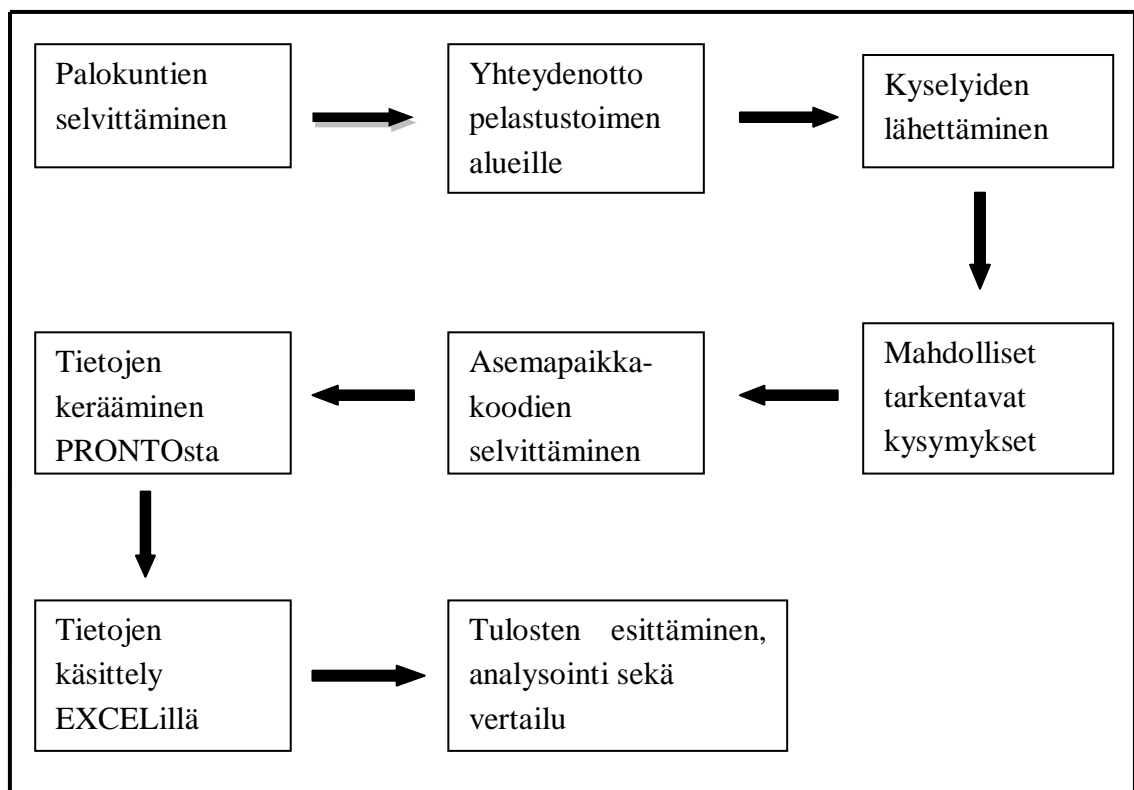 Palokuntien
selvittäminen
Yhteydenotto
pelastustoimen
alueille
Kyselyiden
lähettäminen
Mahdolliset
tarkentavat
kysymykset
Asemapaikka-
koodien
selvittäminen
Tietojen
kerääminen
PRONTOsta
Tietojen
käsittely
EXCELillä
Tulosten esittäminen,
analysointi sekä
vertailu